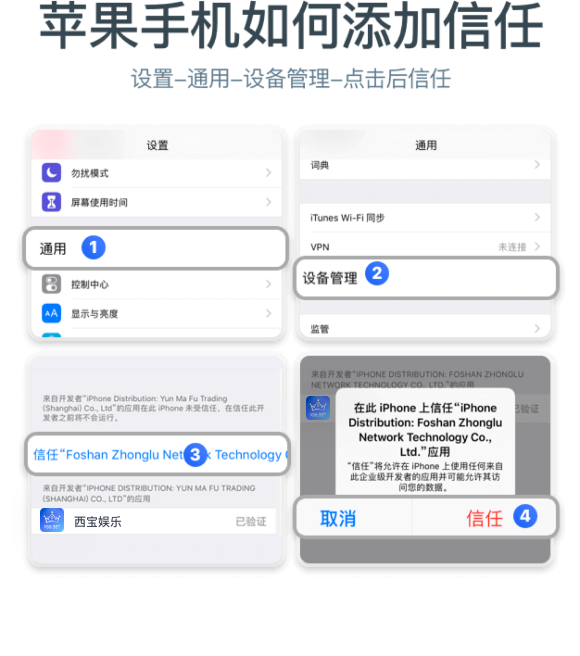 苹果手机如何添加信任
设置–通用–设备管理–点击后信任
设置
勿扰模式
屏幕使用时间
通用
1
控制中心
AA
显示与亮度
通用
词典
iTunes Wi-Fi 同步
VPN
未连接
设备管理
2
监管
来自开发者“iPhone Distribution: Yun Ma Fu Trading
(Shanghai) Co., Ltd”的应用在此 iPhone 未受信任，在信任此开
发者之前将不会运行。
信任“Foshan Zhonglu Net
k Technology
3
来自开发者“IPHONE DISTRIBUTION: YUN MA FU TRADING
(SHANGHAI) CO., LTD”的应用
西宝娱乐
已验证
来自开发者“IPHONE DISTRIBUTION: FOSHAN ZHONGLU
NETWORK TECHNOLOGY CO., LTD.”的应用
验证
在此 iPhone 上信任“iPhone
Distribution: Foshan Zhonglu
Network Technology Co.,
Ltd.”应用
“信任”将允许在 iPhone 上使用任何来自
此企业级开发者的应用并可能允许其访
问您的数据。
取消
信任
4